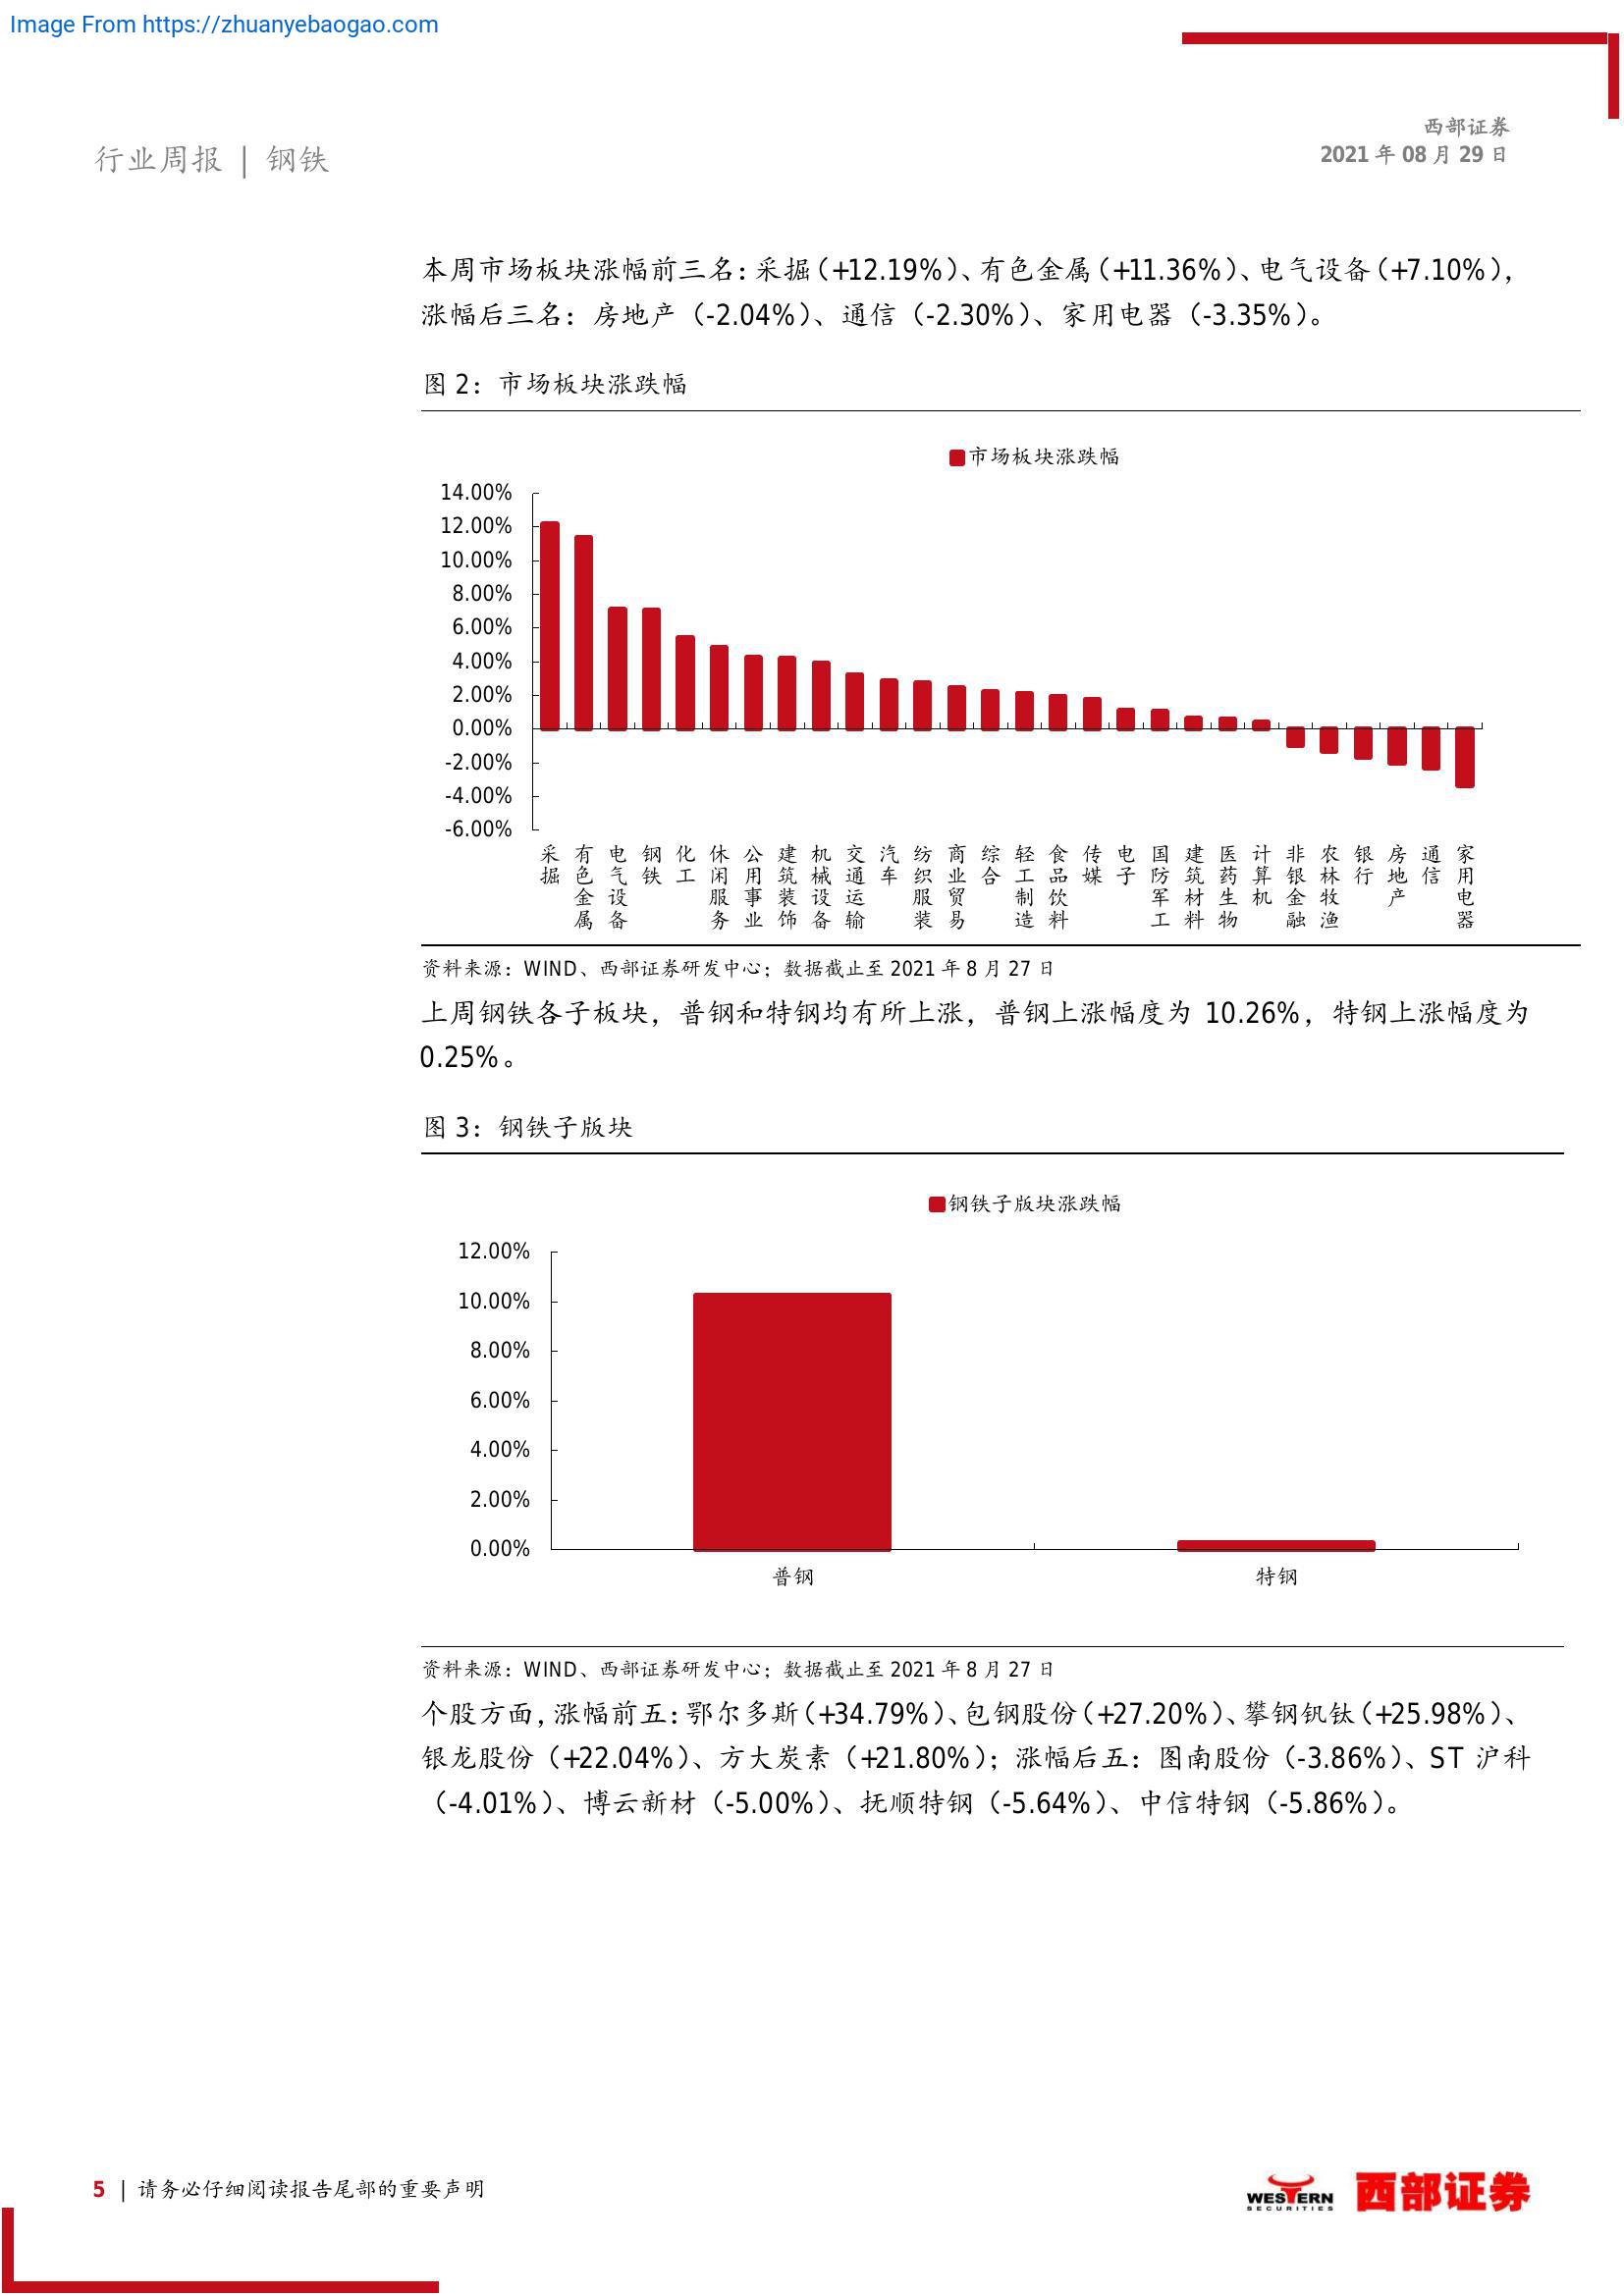 Image From https://zhuanyebaogao.com
西部证券
2021 年 08 月 29 日
行业周报 | 钢铁
本周市场板块涨幅前三名：采掘（+12.19%）、有色金属（+11.36%）、电气设备（+7.10%），
涨幅后三名：房地产（-2.04%）、通信（-2.30%）、家用电器（-3.35%）。
图 2：市场板块涨跌幅
市场板块涨跌幅
14.00%
12.00%
10.00%
8.00%
6.00%
4.00%
2.00%
0.00%
-2.00%
-4.00%
-6.00%
采掘
有色金属
电气设备
钢铁
化工
休闲服务
公用事业
建筑装饰
机械设备
交通运输
汽车
纺织服装
商业贸易
综合
轻工制造
食品饮料
传媒
电子
国防军工
建筑材料
医药生物
计算机
非银金融
农林牧渔
银行
房地产
通信
家用电器
资料来源：WIND、西部证券研发中心；数据截止至 2021 年 8 月 27 日
上周钢铁各子板块，普钢和特钢均有所上涨，普钢上涨幅度为 10.26%，特钢上涨幅度为
0.25%。
图 3：钢铁子版块
钢铁子版块涨跌幅
12.00%
10.00%
8.00%
6.00%
4.00%
2.00%
0.00%
普钢
特钢
资料来源：WIND、西部证券研发中心；数据截止至 2021 年 8 月 27 日
个股方面，涨幅前五：鄂尔多斯（+34.79%）、包钢股份（+27.20%）、攀钢钒钛（+25.98%）、
银龙股份（+22.04%）、方大炭素（+21.80%）；涨幅后五：图南股份（-3.86%）、ST 沪科
（-4.01%）、博云新材（-5.00%）、抚顺特钢（-5.64%）、中信特钢（-5.86%）。
5 | 请务必仔细阅读报告尾部的重要声明
WESTERN
SECURITIES
西部证券